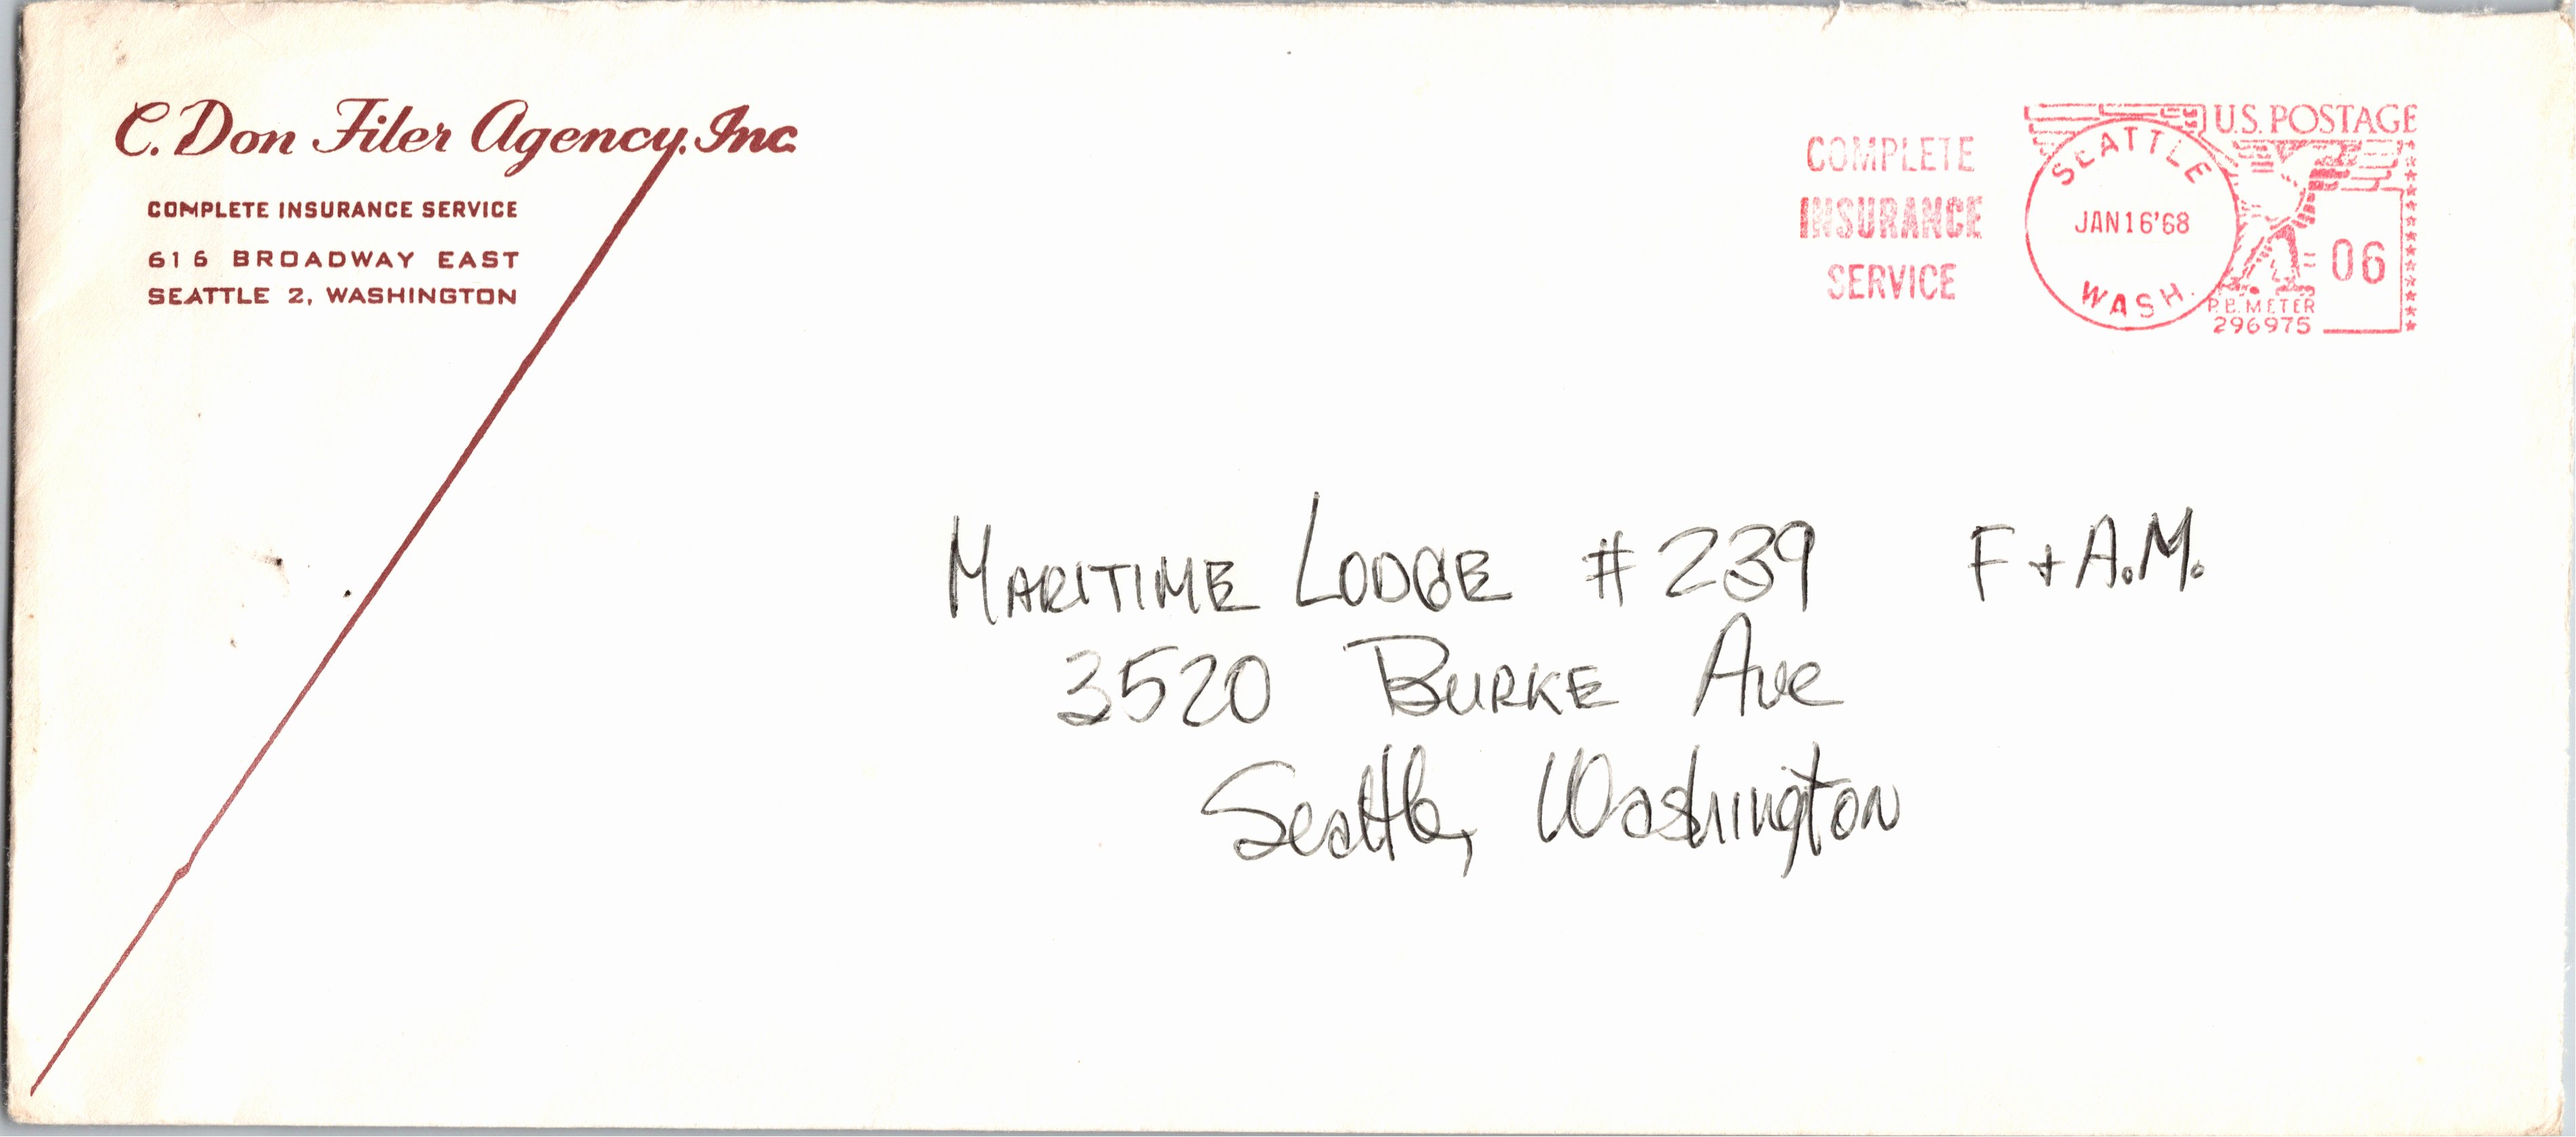 C. Don Filer Agency, Inc.
COMPLETE INSURANCE SERVICE
616 BROADWAY EAST
SEATTLE 2, WASHINGTON
COMPLETE
INSURANCE
SERVICE
SEATTLE
JAN 16'68
WASH.
U.S. POSTAGE
06
P.B. METER
296975
MARITIME LODGE # 239 F + A.M.
3520 BURKE Ave
Seattle, Washington